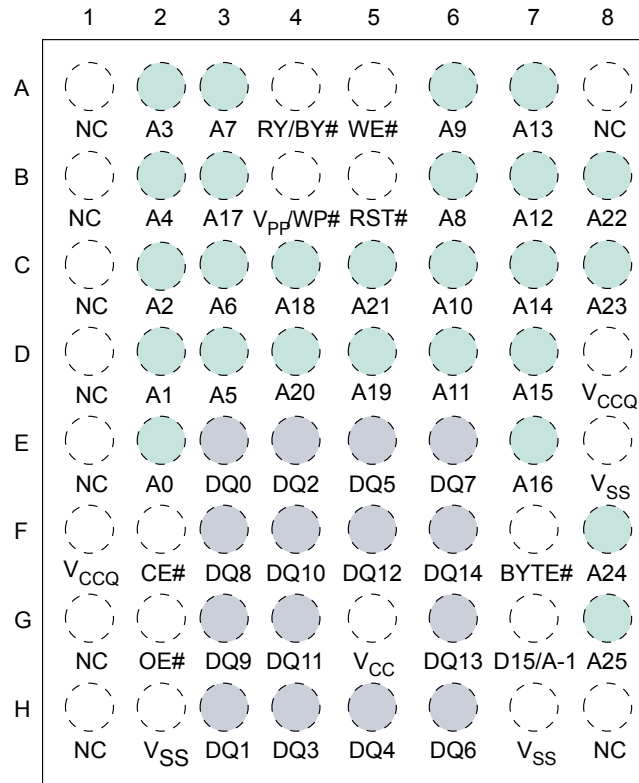 1 2 3 4 5 6 7 8
A
NC A3 A7 RY/BY# WE# A9 A13 NC
B
NC A4 A17 VPP/WP# RST# A8 A12 A22
C
NC A2 A6 A18 A21 A10 A14 A23
D
NC A1 A5 A20 A19 A11 A15 VCCQ
E
NC A0 DQ0 DQ2 DQ5 DQ7 A16 VSS
F
VCCQ CE# DQ8 DQ10 DQ12 DQ14 BYTE# A24
G
NC OE# DQ9 DQ11 VCC DQ13 D15/A-1 A25
H
NC VSS DQ1 DQ3 DQ4 DQ6 VSS NC